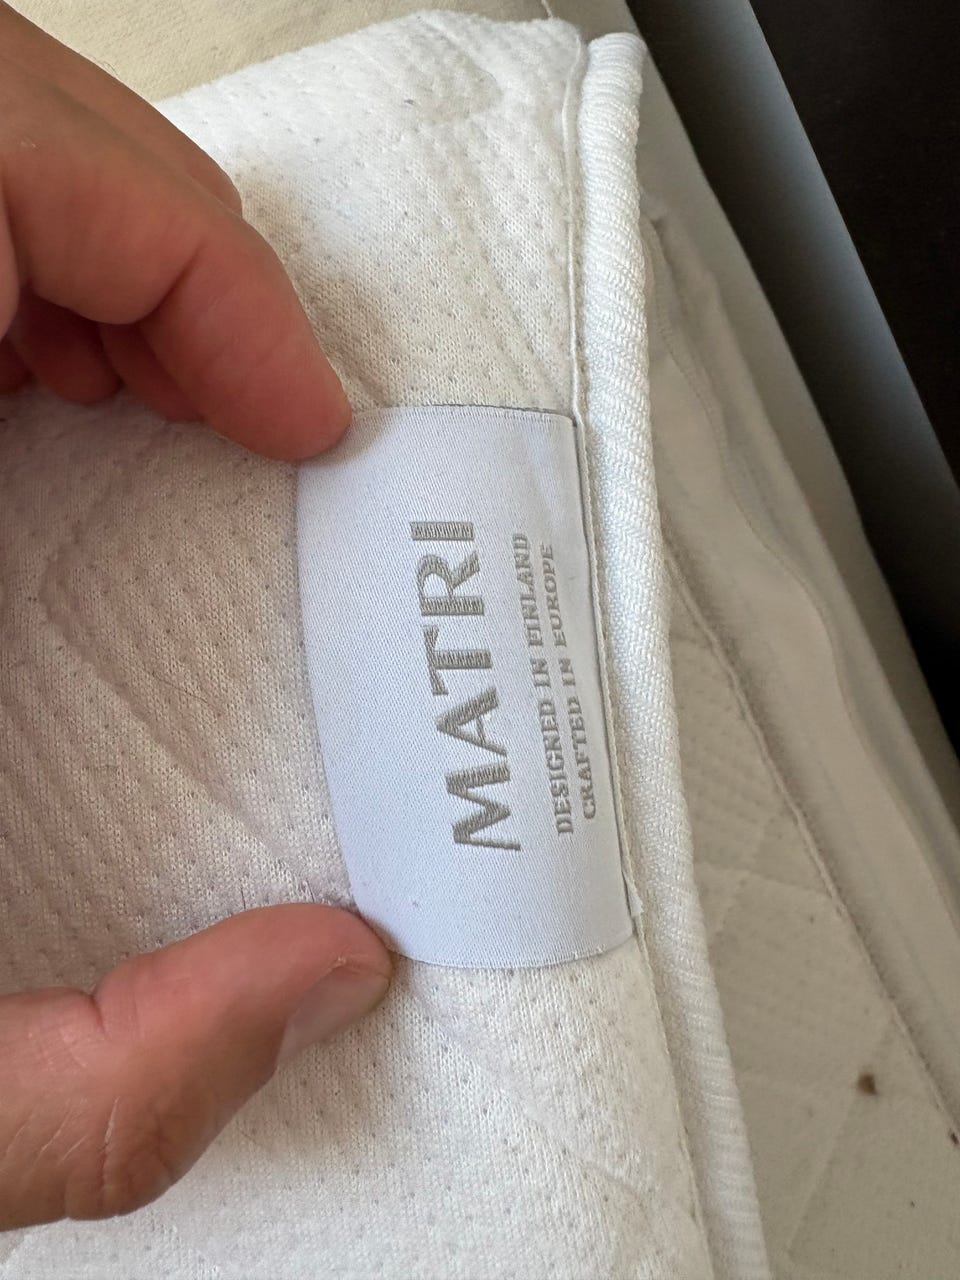 MATRI
DESIGNED IN FINLAND
CRAFTED IN EUROPE